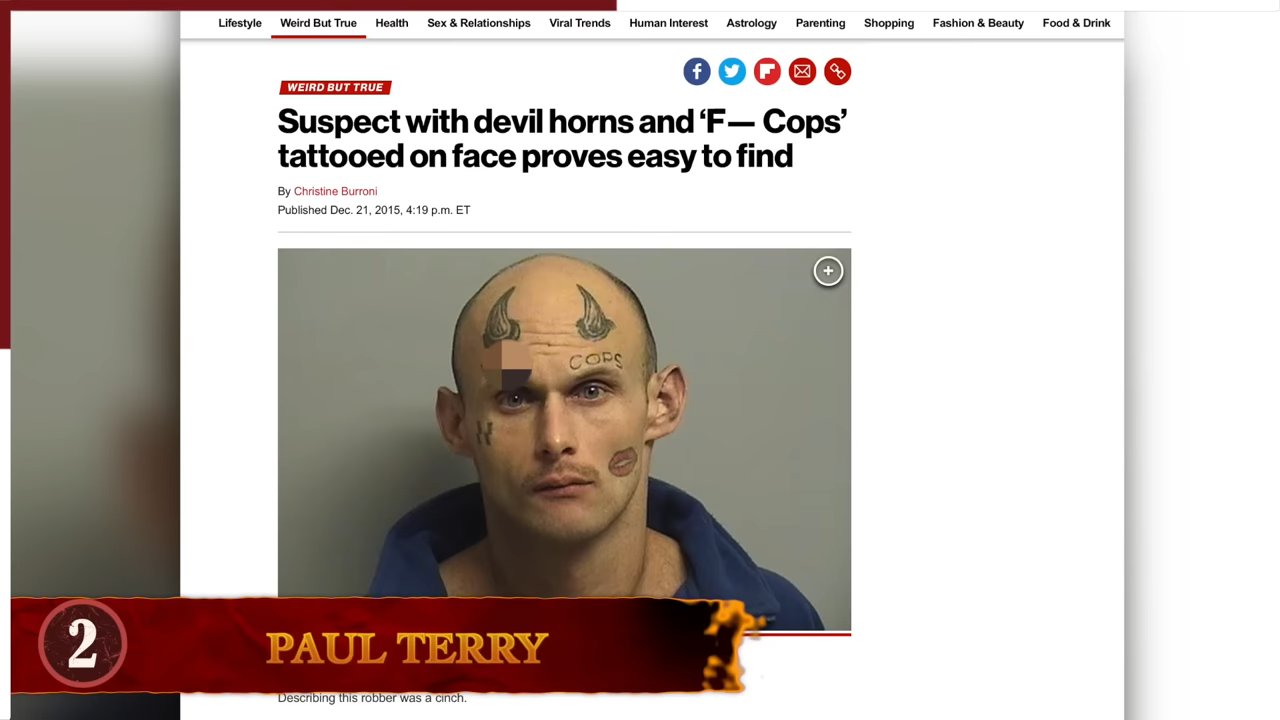 Lifestyle Weird But True Health Sex & Relationships Viral Trends Human Interest Astrology Parenting Shopping Fashion & Beauty Food & Drink
WEIRD BUT TRUE
Suspect with devil horns and ‘F— Cops’
tattooed on face proves easy to find
By Christine Burroni
Published Dec. 21, 2015, 4:19 p.m. ET
COPS
2
PAUL TERRY
Describing this robber was a cinch.